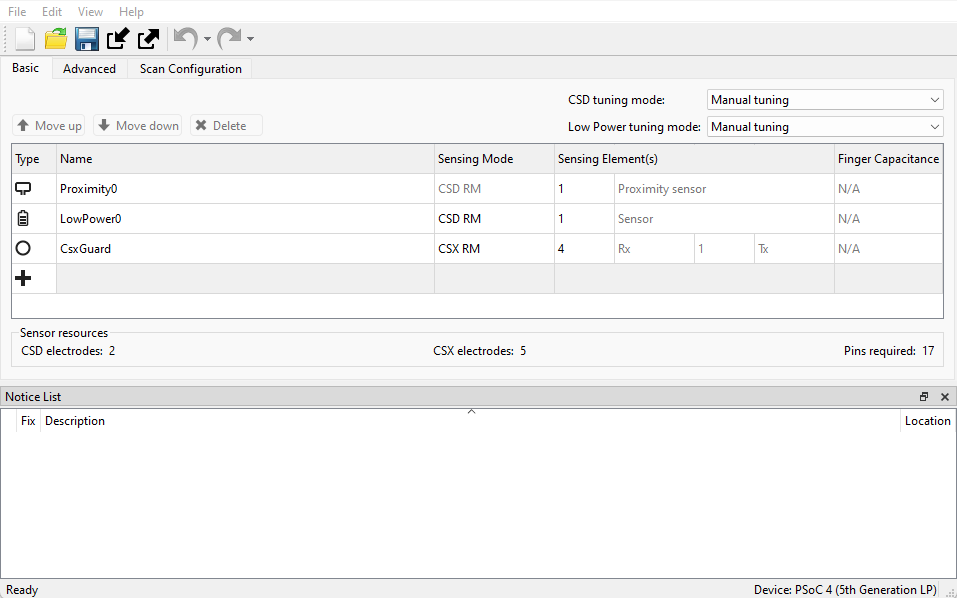 File Edit View Help
Basic Advanced Scan Configuration
CSD tuning mode: Manual tuning
Move up Move down Delete Low Power tuning mode: Manual tuning
Type Name Sensing Mode Sensing Element(s) Finger Capacitance
Proximity0 CSD RM 1 Proximity sensor N/A
LowPower0 CSD RM 1 Sensor N/A
CsxGuard CSX RM 4 Rx 1 Tx N/A
Sensor resources
CSD electrodes: 2 CSX electrodes: 5 Pins required: 17
Notice List
Fix Description Location
Ready Device: PSoC 4 (5th Generation LP)